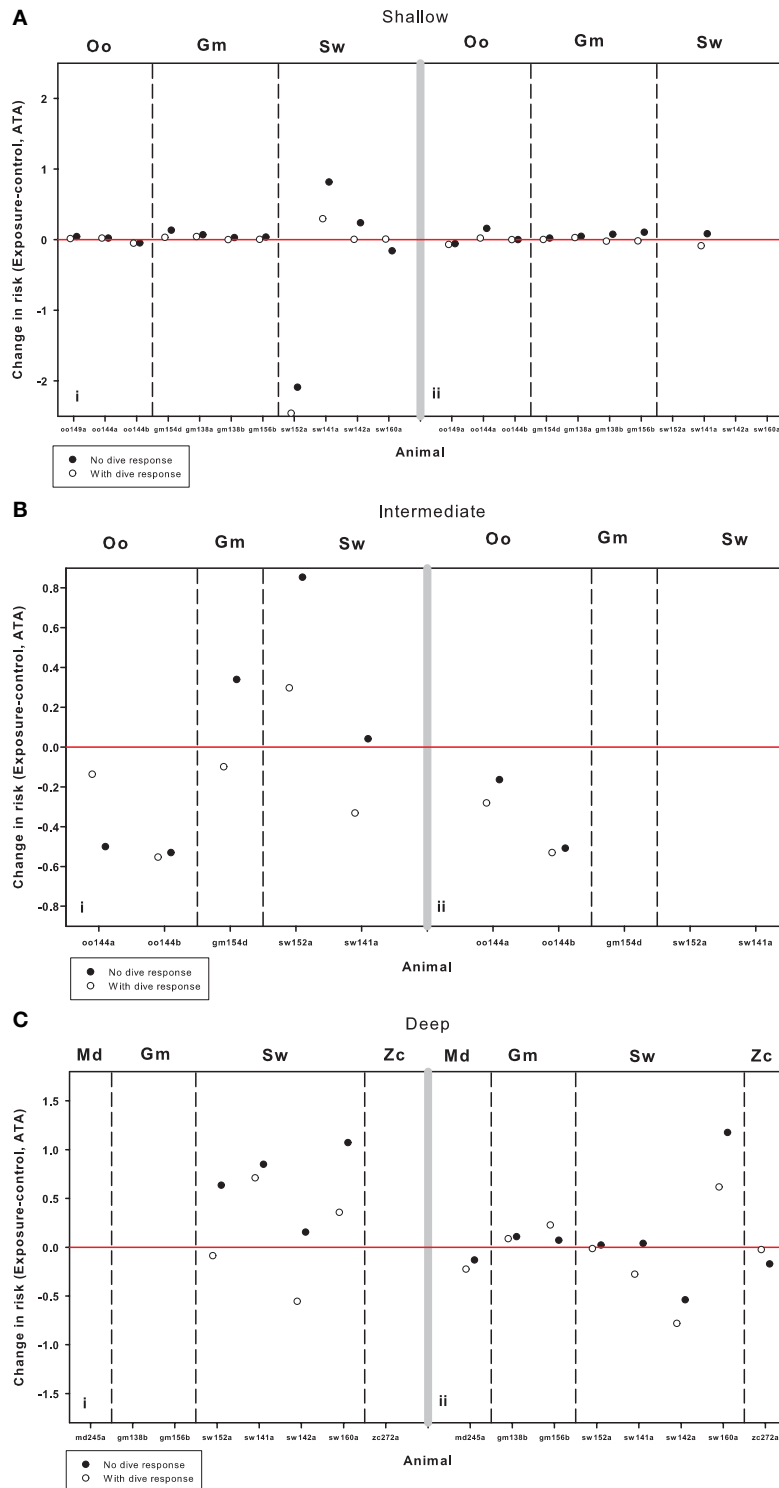 A
Shallow
Oo Gm Sw Oo Gm Sw
Change in risk (Exposure-control, ATA)
2
1
0
-1
-2
i ii
oo149a oo144a oo144b gm154d gm138a gm138b gm156b sw152a sw141a sw142a sw160a oo149a oo144a oo144b gm154d gm138a gm138b gm156b sw152a sw141a sw142a sw160a
Animal
No dive response
With dive response
B
Intermediate
Oo Gm Sw Oo Gm Sw
Change in risk (Exposure-control, ATA)
0.8
0.6
0.4
0.2
0.0
-0.2
-0.4
-0.6
-0.8
i ii
oo144a oo144b gm154d sw152a sw141a oo144a oo144b gm154d sw152a sw141a
Animal
No dive response
With dive response
C
Deep
Md Gm Sw Zc Md Gm Sw Zc
Change in risk (Exposure-control, ATA)
1.5
1.0
0.5
0.0
-0.5
-1.0
-1.5
i ii
md245a gm138b gm156b sw152a sw141a sw142a sw160a zc272a md245a gm138b gm156b sw152a sw141a sw142a sw160a zc272a
Animal
No dive response
With dive response